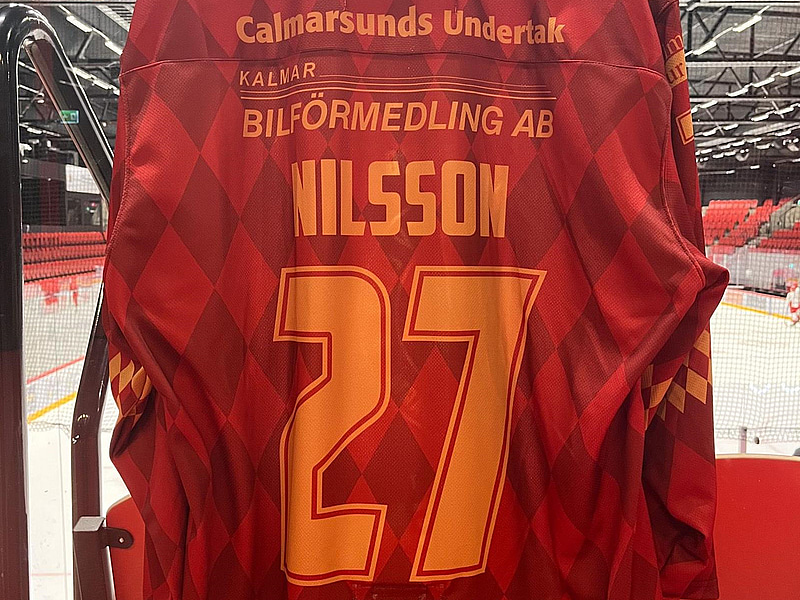 Calmarsunds Undertak
KALMAR
BILFÖRMEDLING AB
NILSSON
27